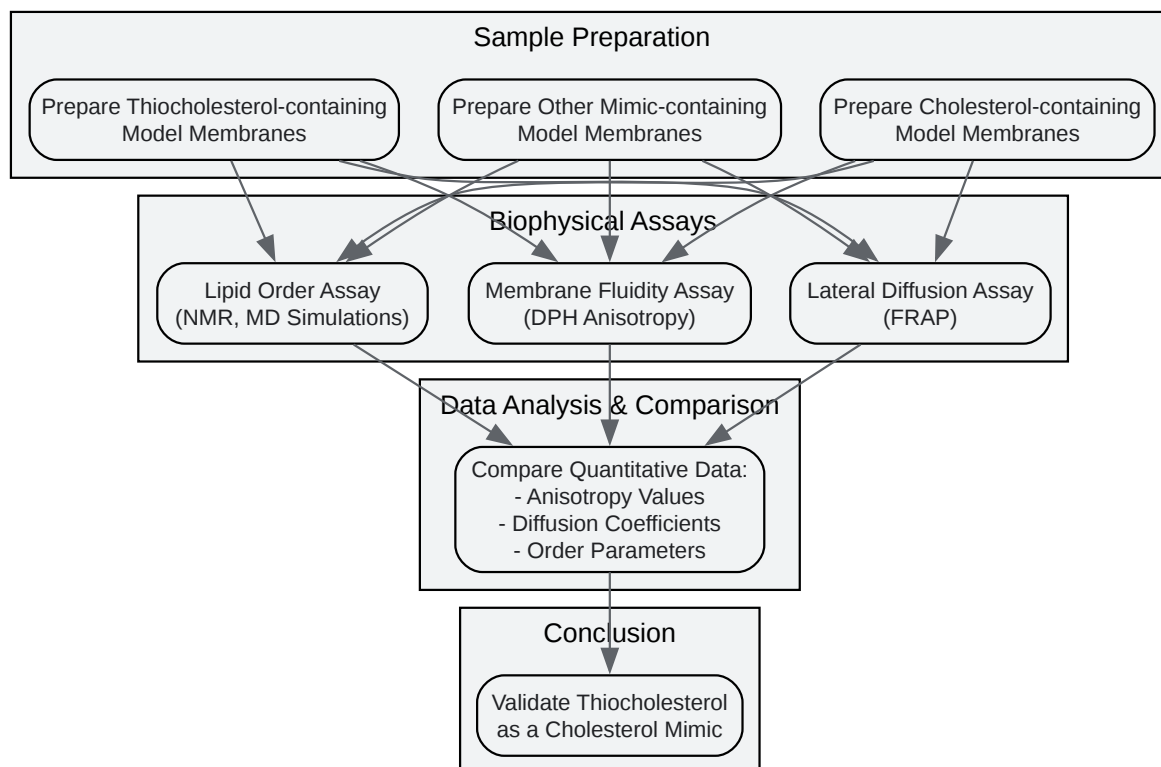 Sample Preparation
Prepare Thiocholesterol-containing
Model Membranes
Prepare Other Mimic-containing
Model Membranes
Prepare Cholesterol-containing
Model Membranes
Biophysical Assays
Lipid Order Assay
(NMR, MD Simulations)
Membrane Fluidity Assay
(DPH Anisotropy)
Lateral Diffusion Assay
(FRAP)
Data Analysis & Comparison
Compare Quantitative Data:
- Anisotropy Values
- Diffusion Coefficients
- Order Parameters
Conclusion
Validate Thiocholesterol
as a Cholesterol Mimic